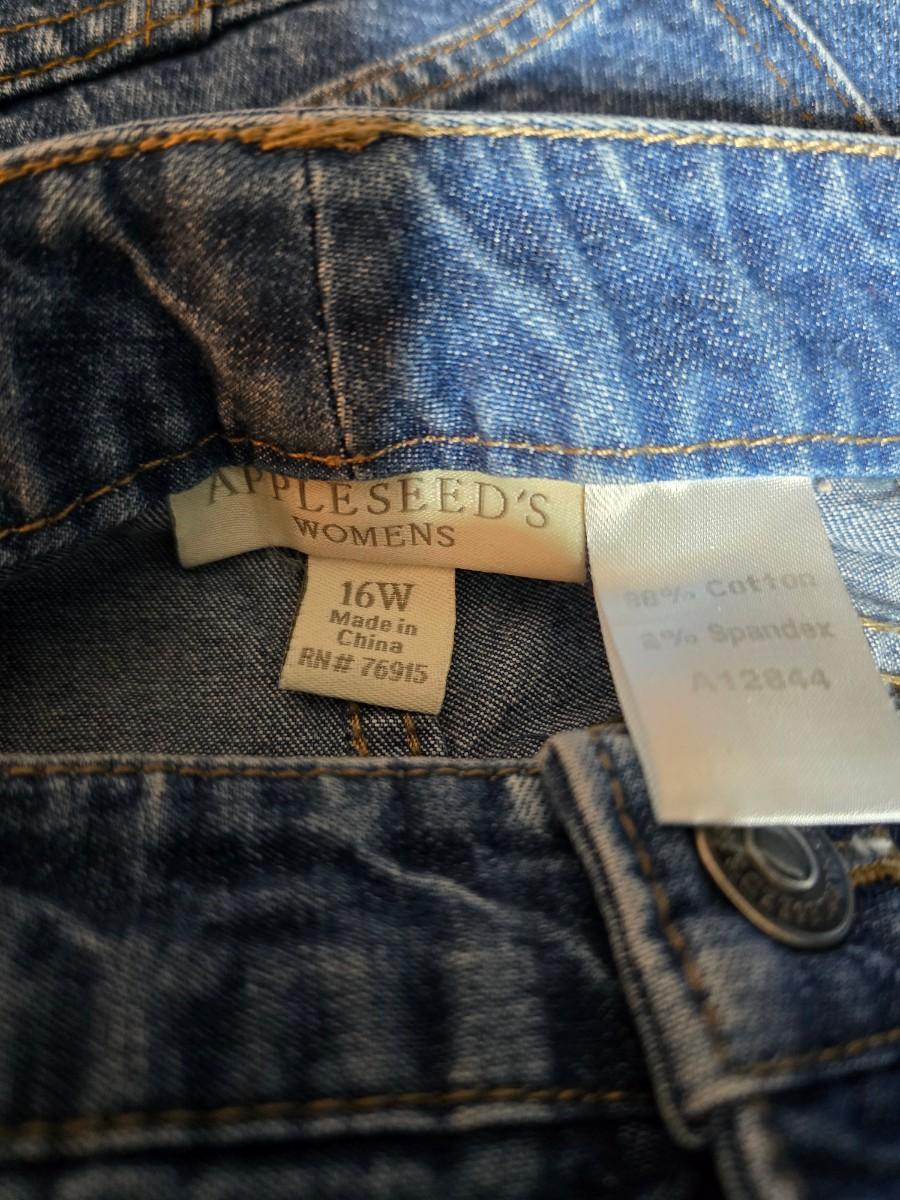 APPLESEED'S
WOMENS
16W
Made in
China
RN# 76915
98% Cotton
2% Spandex
A12844